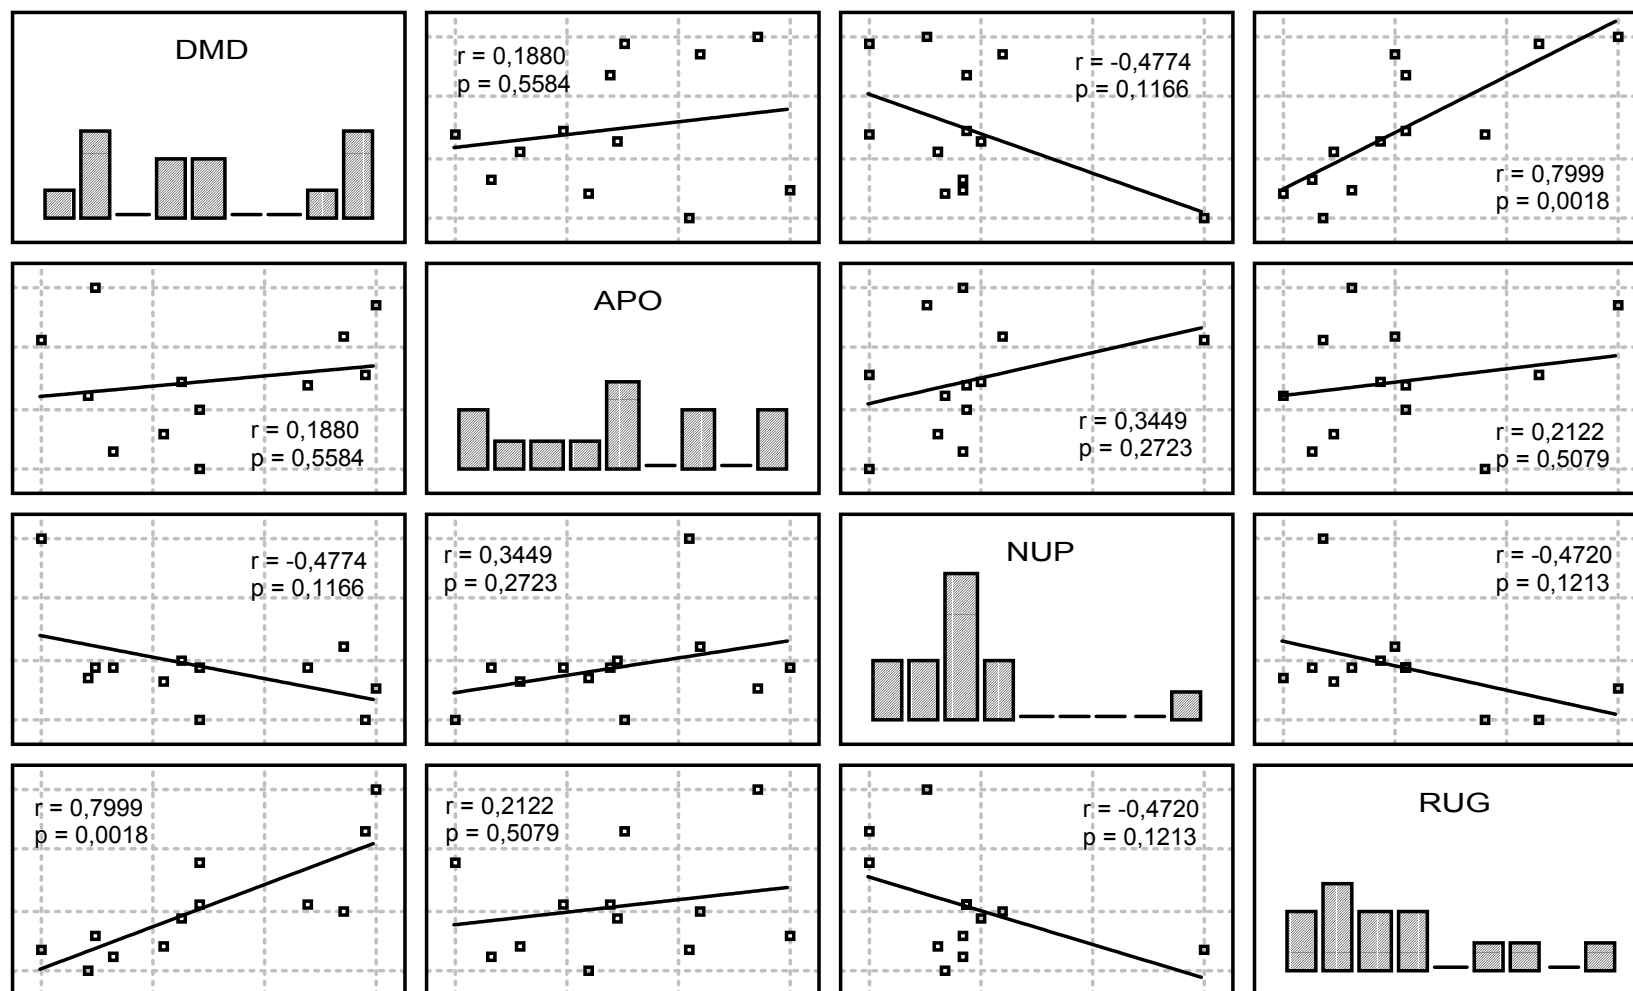 DMD
r = 0,1880
p = 0,5584
r = -0,4774
p = 0,1166
r = 0,7999
p = 0,0018
r = 0,1880
p = 0,5584
APO
r = 0,3449
p = 0,2723
r = 0,2122
p = 0,5079
r = -0,4774
p = 0,1166
r = 0,3449
p = 0,2723
NUP
r = -0,4720
p = 0,1213
r = 0,7999
p = 0,0018
r = 0,2122
p = 0,5079
r = -0,4720
p = 0,1213
RUG